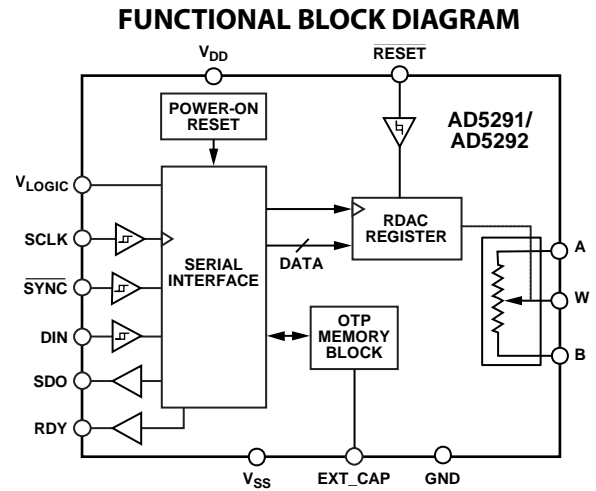 FUNCTIONAL BLOCK DIAGRAM
VDD
RESET
POWER-ON
RESET
AD5291/
AD5292
VLOGIC
SCLK
SYNC
DIN
SDO
RDY
SERIAL
INTERFACE
DATA
RDAC
REGISTER
OTP
MEMORY
BLOCK
A
W
B
VSS
EXT_CAP
GND